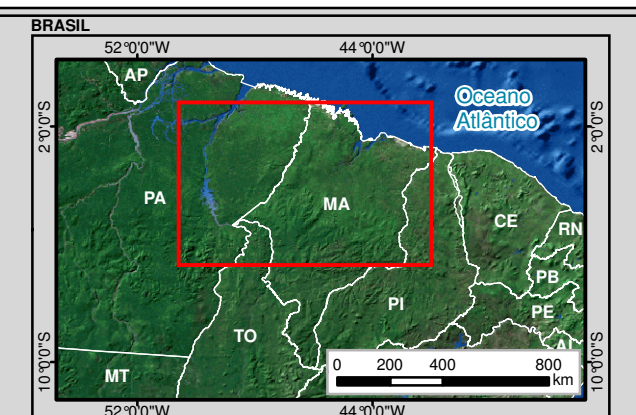 BRASIL
52°0'0"W 44°0'0"W
AP
Oceano
Atlântico
2°0'0"S 2°0'0"S
PA
MA
CE
RN
PB
PI
PE
TO
AL
MT
10°0'0"S 10°0'0"S
0 200 400 800
km
52°0'0"W 44°0'0"W